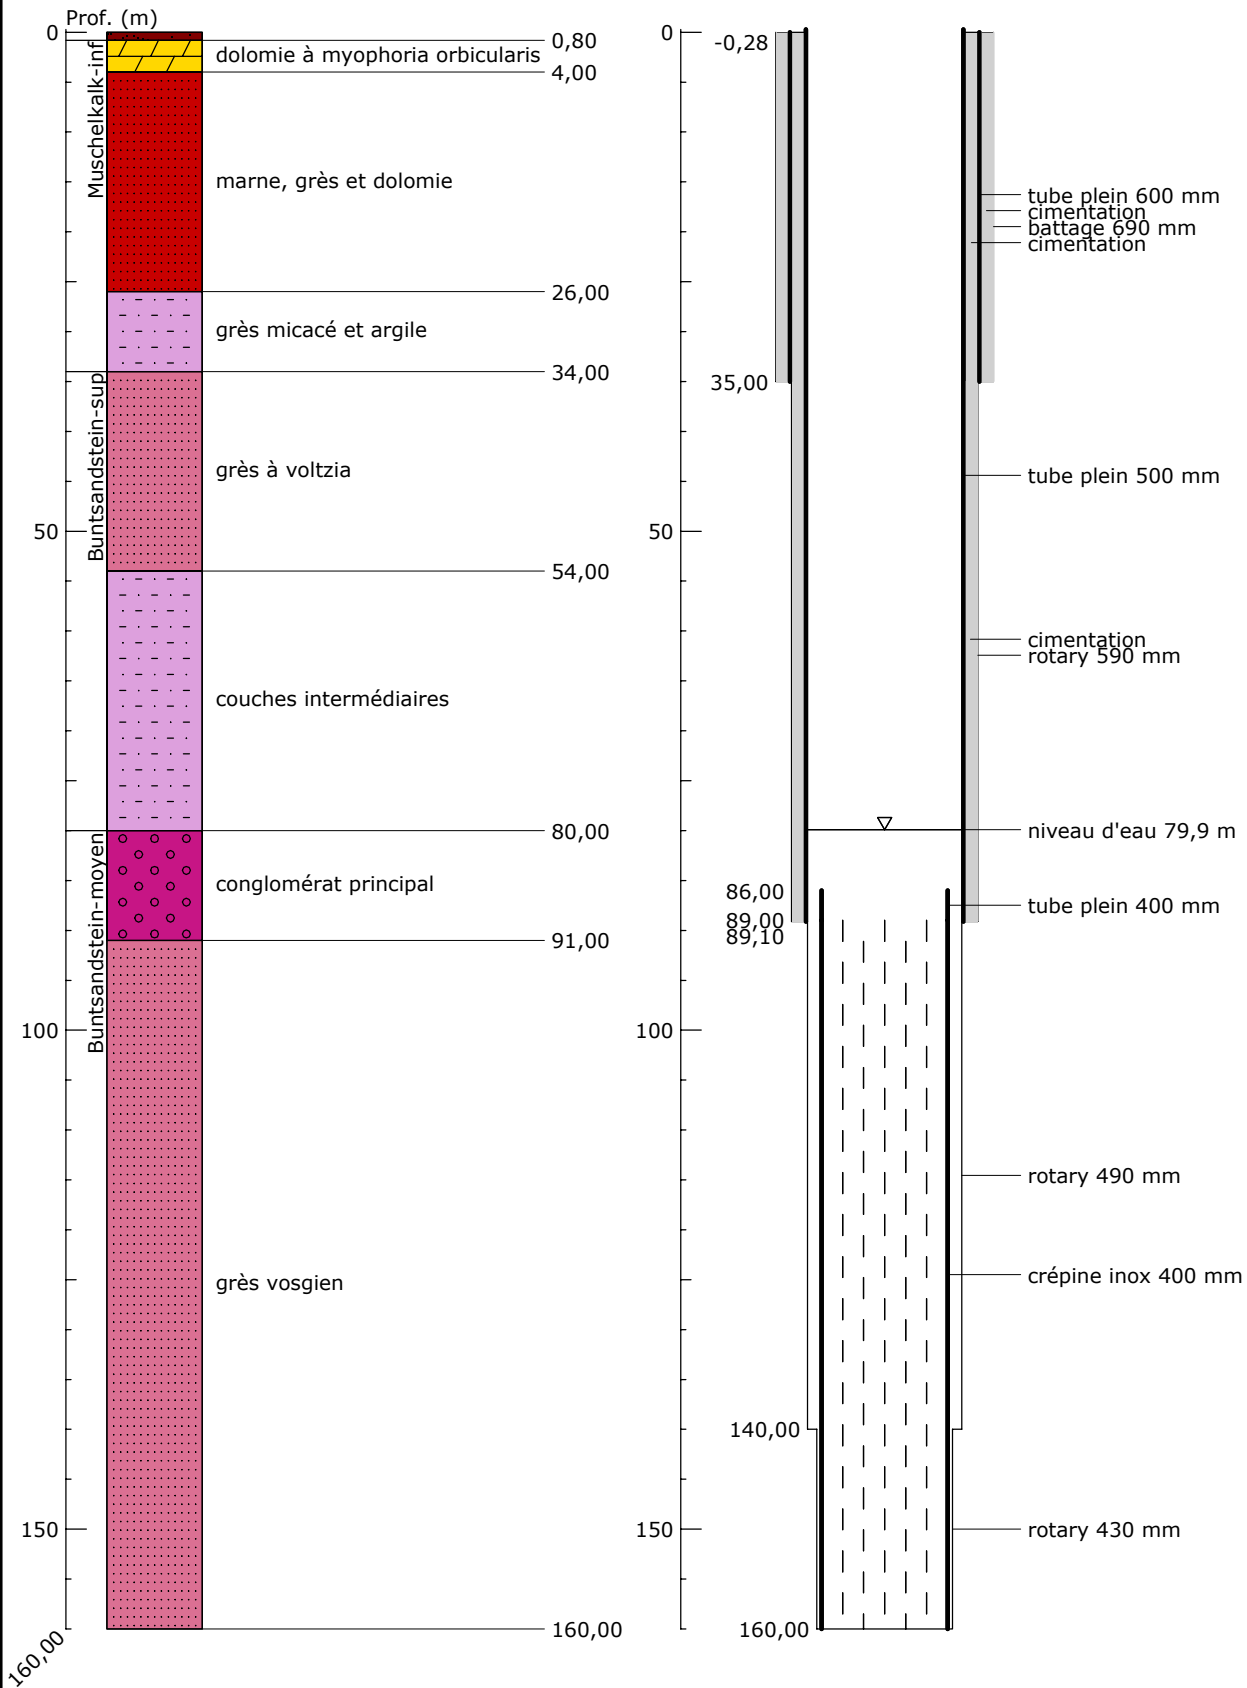 Prof. (m)
0
0,80
dolomie à myophoria orbicularis
4,00
Muschelkalk-inf
marne, grès et dolomie
26,00
grès micacé et argile
34,00
Buntsandstein-sup
grès à voltzia
50
54,00
couches intermédiaires
80,00
Buntsandstein-moyen
conglomérat principal
91,00
100
grès vosgien
150
160,00
160,00
0
-0,28
tube plein 600 mm
cimentation
battage 690 mm
cimentation
35,00
tube plein 500 mm
50
cimentation
rotary 590 mm
niveau d'eau 79,9 m
86,00
tube plein 400 mm
89,00
89,10
100
rotary 490 mm
crépine inox 400 mm
140,00
150
rotary 430 mm
160,00